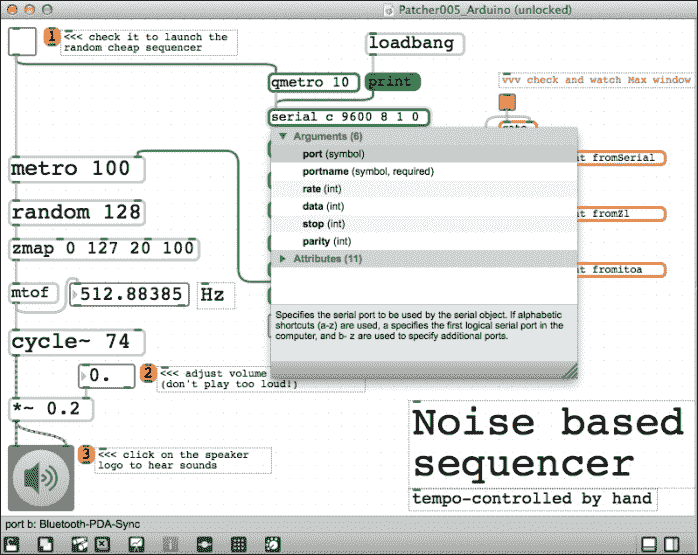 Patcher005_Arduino (unlocked)
1
<<< check it to launch the
random cheap sequencer
loadbang
qmetro 10
print
vvv check and watch Max window
serial c 9600 8 1 0
Arguments (6)
port (symbol)
portname (symbol, required)
rate (int)
data (int)
stop (int)
parity (int)
Attributes (11)
Specifies the serial port to be used by the serial object. If alphabetic
shortcuts (a-z) are used, a specifies the first logical serial port in the
computer, and b- z are used to specify additional ports.
fromSerial
fromZl
fromitoa
metro 100
random 128
zmap 0 127 20 100
mtof
512.88385
Hz
cycle~ 74
0.
2
<<< adjust volume
(don't play too loud!)
*~ 0.2
3
<<< click on the speaker
logo to hear sounds
Noise based
sequencer
tempo-controlled by hand
port b: Bluetooth-PDA-Sync